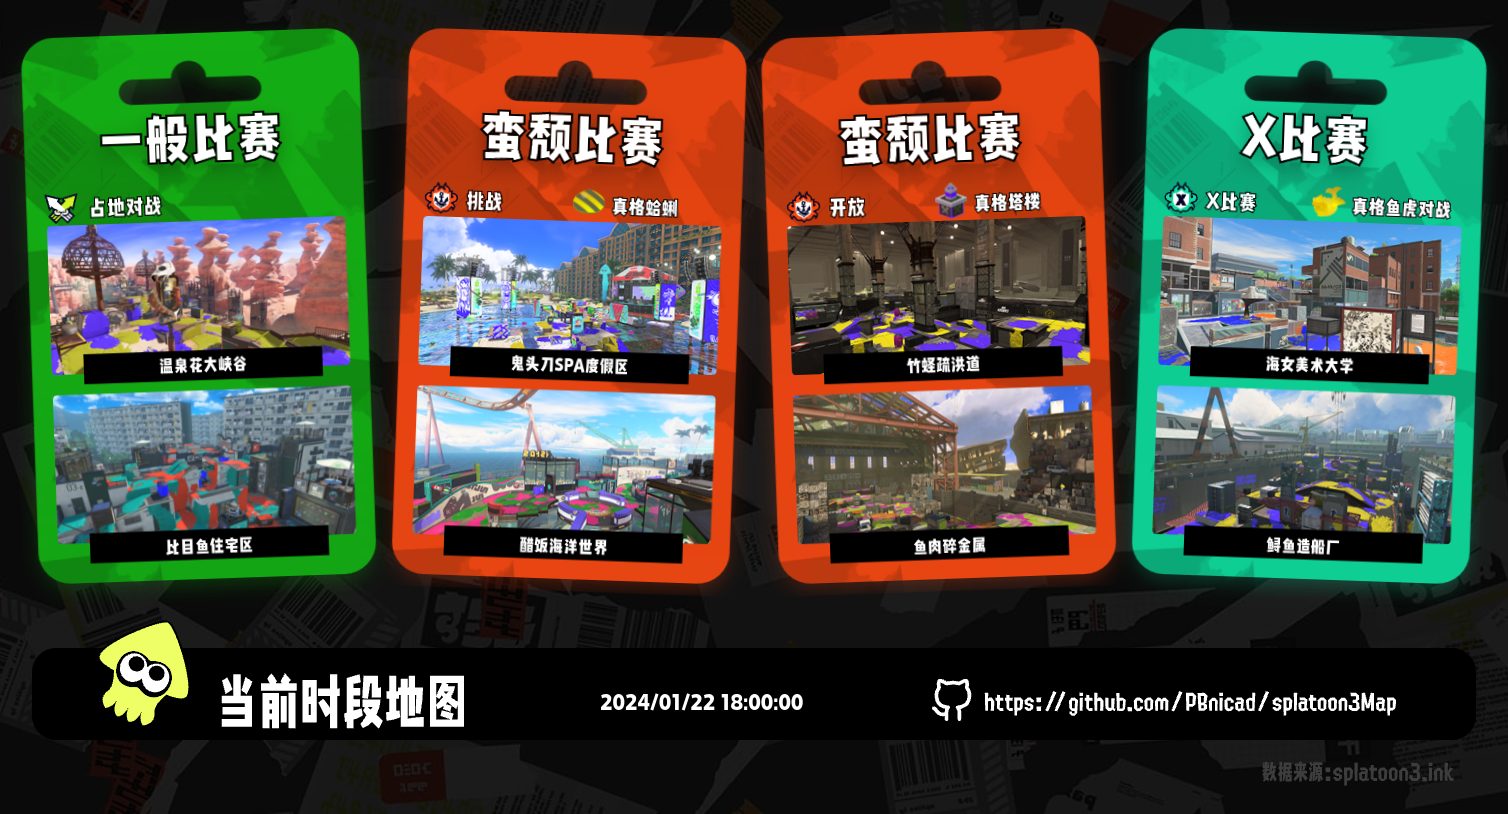 一般比赛
占地对战
温泉花大峡谷
比目鱼住宅区
蛮颓比赛
挑战
真格蛤蜊
鬼头刀SPA度假区
醋饭海洋世界
蛮颓比赛
开放
真格塔楼
竹蛏疏洪道
鱼肉碎金属
X比赛
X比赛
真格鱼虎对战
海女美术大学
鲟鱼造船厂
当前时段地图
2024/01/22 18:00:00
https://github.com/PBnicad/splatoon3Map
数据来源:splatoon3.ink